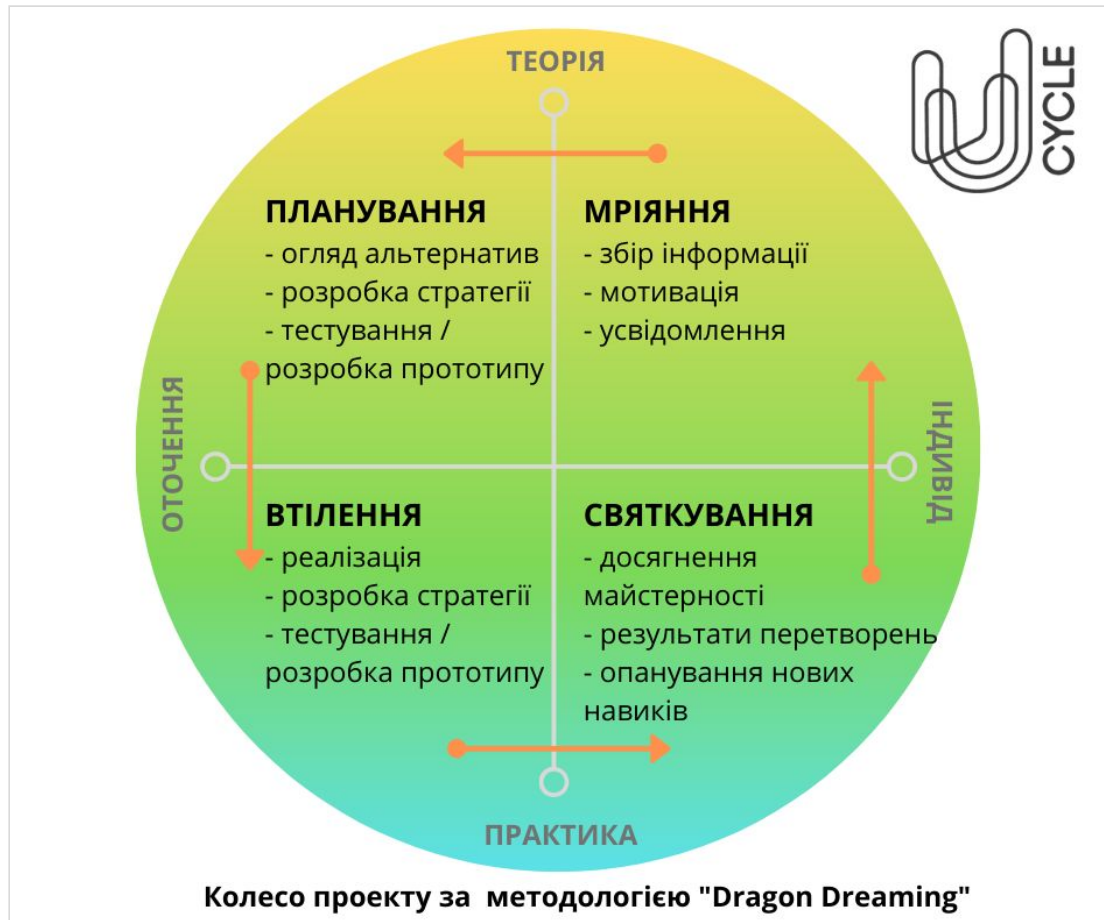 ТЕОРІЯ
U
CYCLE
ПЛАНУВАННЯ
- огляд альтернатив
- розробка стратегії
- тестування /
розробка прототипу
МРІЯННЯ
- збір інформації
- мотивація
- усвідомлення
ОТОЧЕННЯ
ІНДИВІД
ВТІЛЕННЯ
- реалізація
- розробка стратегії
- тестування /
розробка прототипу
СВЯТКУВАННЯ
- досягнення
майстерності
- результати перетворень
- опанування нових
навиків
ПРАКТИКА
Колесо проекту за методологією "Dragon Dreaming"